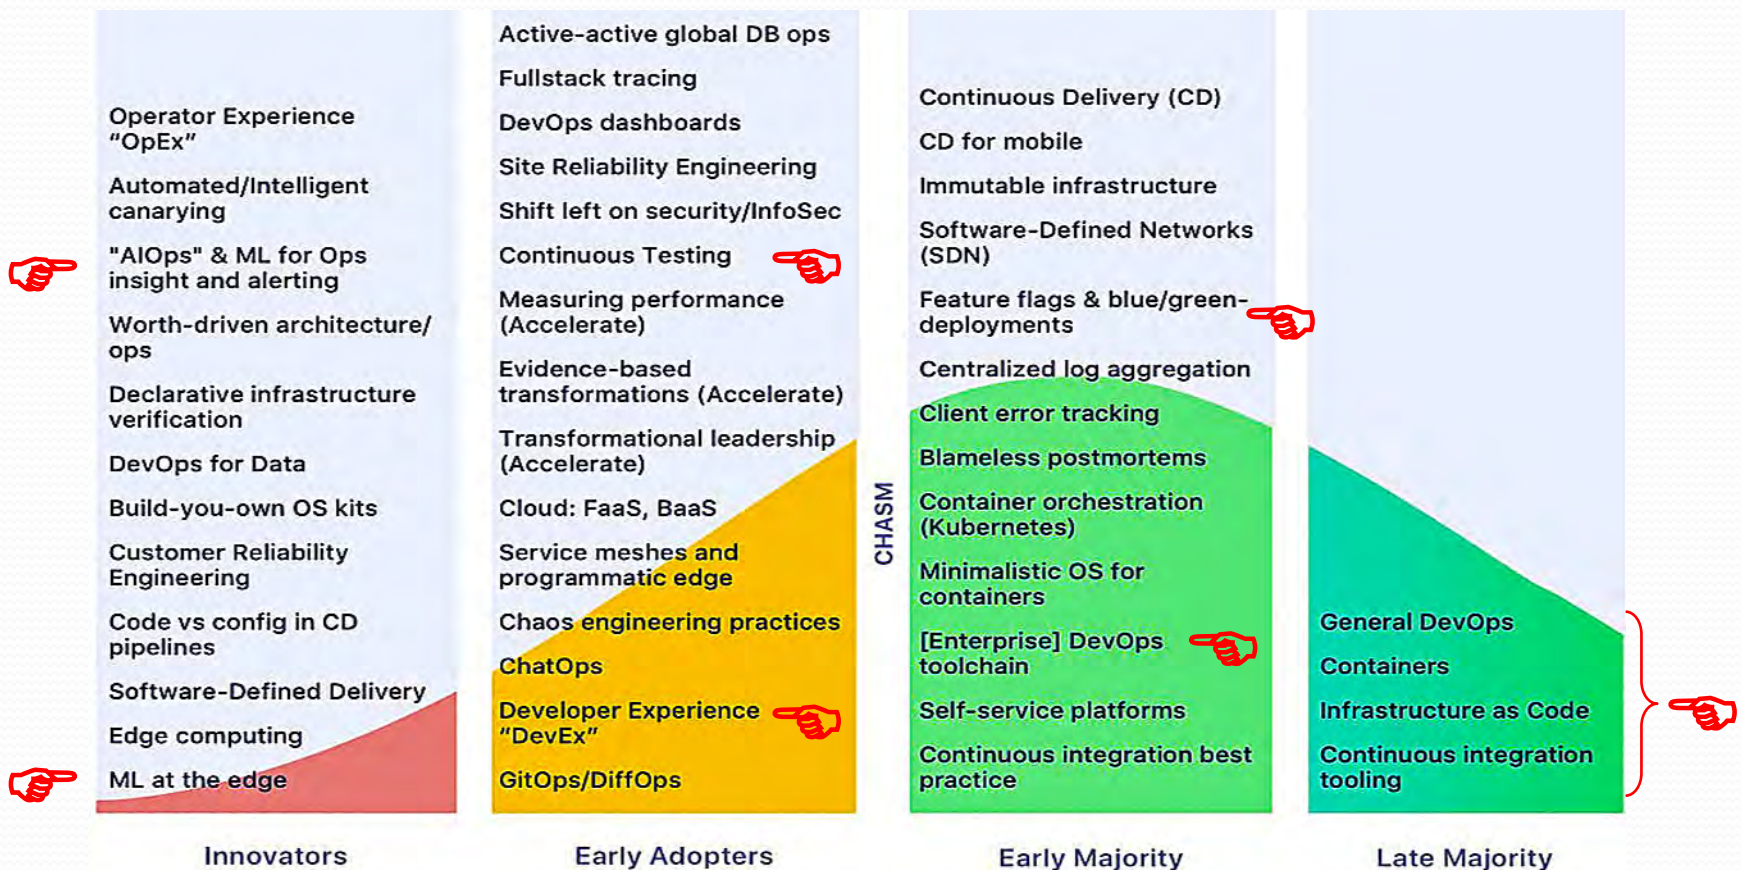 Operator Experience
“OpEx”
Automated/Intelligent
canarying
"AIOps" & ML for Ops
insight and alerting
Worth-driven architecture/
ops
Declarative infrastructure
verification
DevOps for Data
Build-you-own OS kits
Customer Reliability
Engineering
Code vs config in CD
pipelines
Software-Defined Delivery
Edge computing
ML at the edge
Innovators
Active-active global DB ops
Fullstack tracing
DevOps dashboards
Site Reliability Engineering
Shift left on security/InfoSec
Continuous Testing
Measuring performance
(Accelerate)
Evidence-based
transformations (Accelerate)
Transformational leadership
(Accelerate)
Cloud: FaaS, BaaS
Service meshes and
programmatic edge
Chaos engineering practices
ChatOps
Developer Experience
“DevEx”
GitOps/DiffOps
Early Adopters
CHASM
Continuous Delivery (CD)
CD for mobile
Immutable infrastructure
Software-Defined Networks
(SDN)
Feature flags & blue/green-
deployments
Centralized log aggregation
Client error tracking
Blameless postmortems
Container orchestration
(Kubernetes)
Minimalistic OS for
containers
[Enterprise] DevOps
toolchain
Self-service platforms
Continuous integration best
practice
Early Majority
General DevOps
Containers
Infrastructure as Code
Continuous integration
tooling
Late Majority